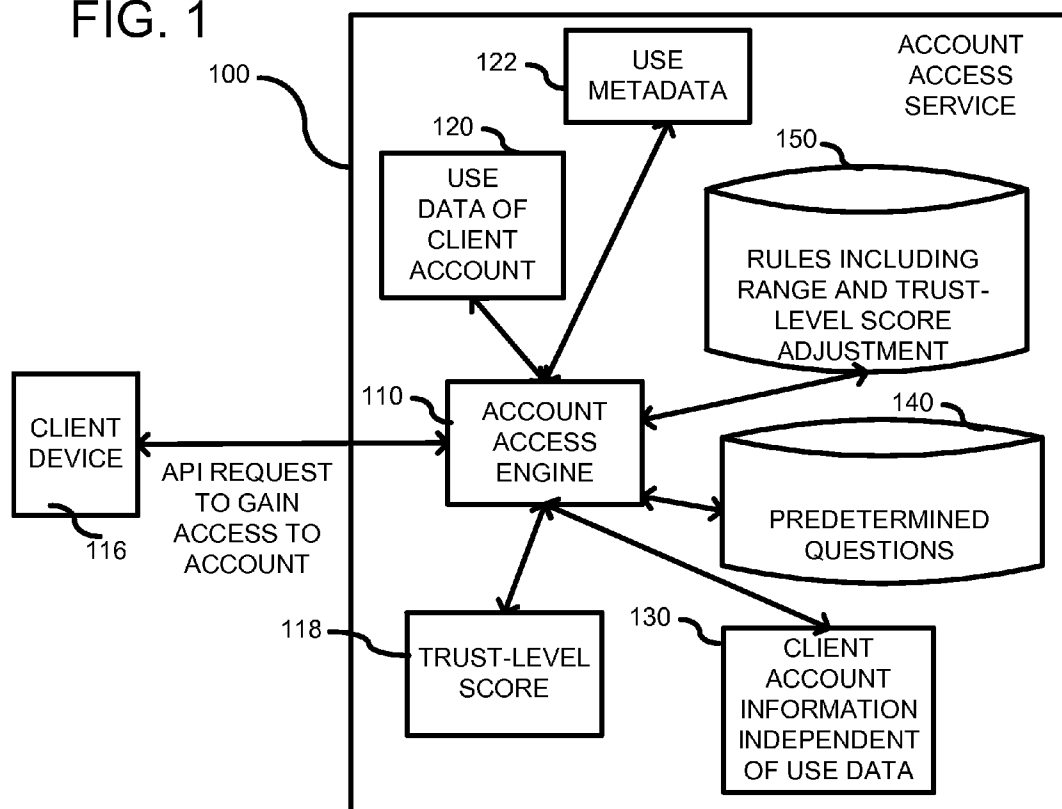 FIG. 1
100
ACCOUNT
ACCESS
SERVICE
122
USE
METADATA
120
USE
DATA OF
CLIENT
ACCOUNT
150
RULES INCLUDING
RANGE AND TRUST-
LEVEL SCORE
ADJUSTMENT
CLIENT
DEVICE
116
API REQUEST
TO GAIN
ACCESS TO
ACCOUNT
110
ACCOUNT
ACCESS
ENGINE
140
PREDETERMINED
QUESTIONS
118
TRUST-LEVEL
SCORE
130
CLIENT
ACCOUNT
INFORMATION
INDEPENDENT
OF USE DATA